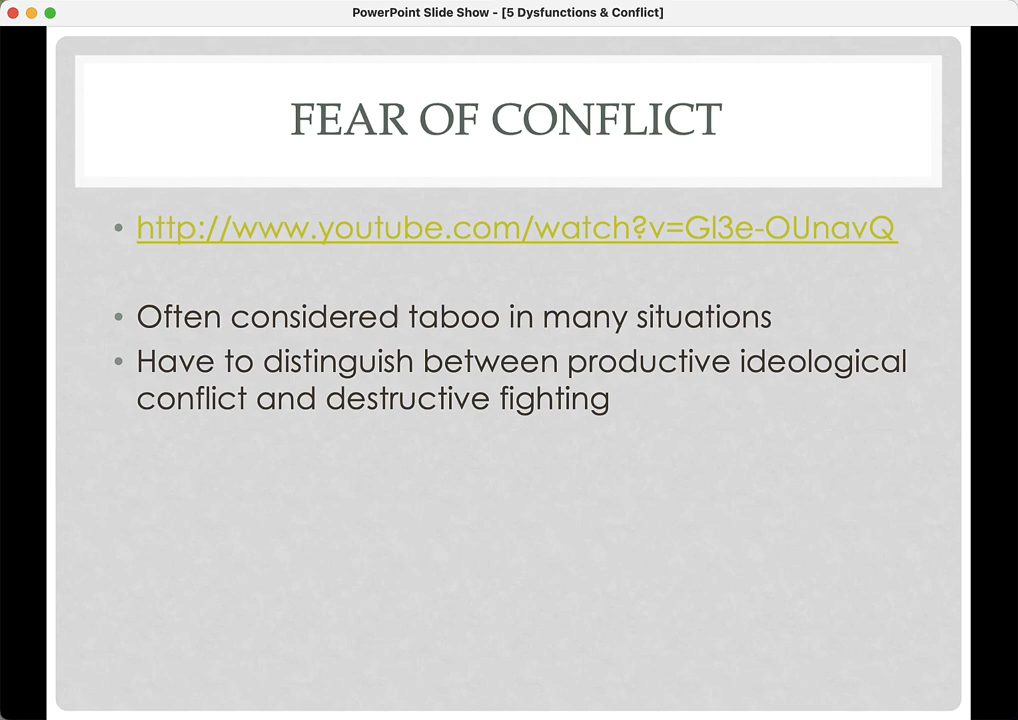 PowerPoint Slide Show - [5 Dysfunctions & Conflict]
FEAR OF CONFLICT
• http://www.youtube.com/watch?v=Gl3e-OUnavQ
• Often considered taboo in many situations
• Have to distinguish between productive ideological
conflict and destructive fighting